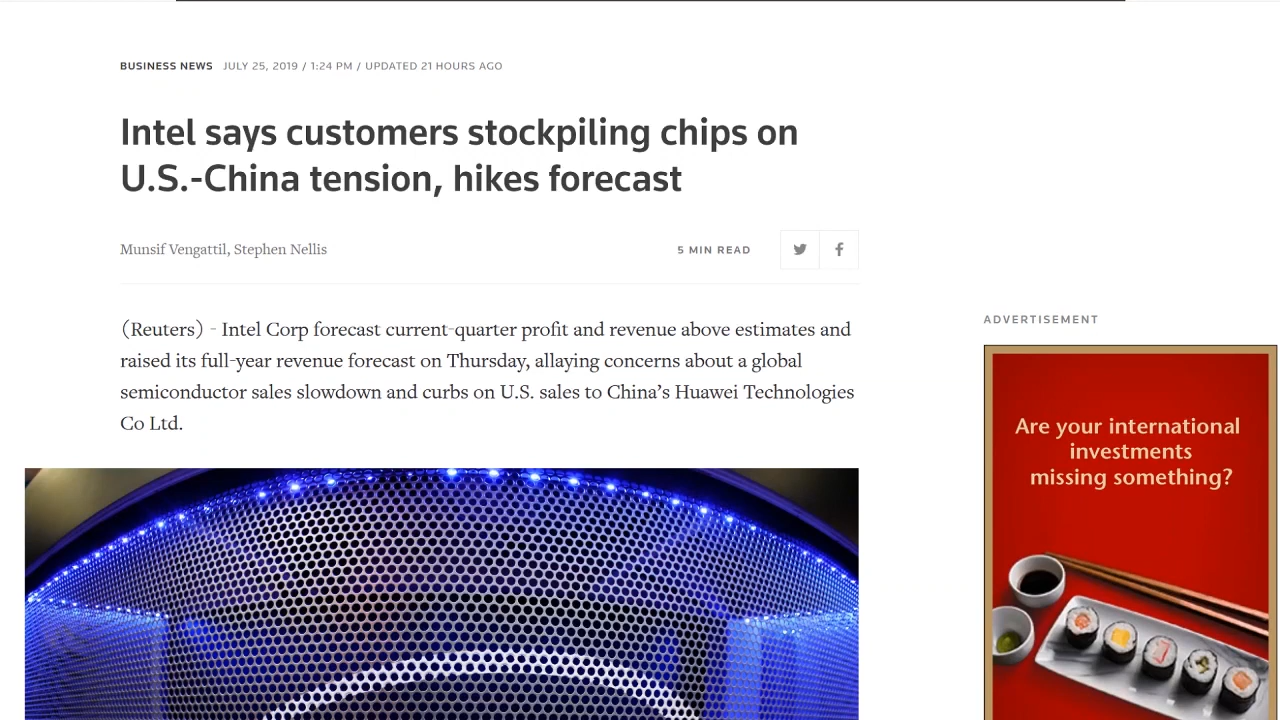 BUSINESS NEWS JULY 25, 2019 / 1:24 PM / UPDATED 21 HOURS AGO
Intel says customers stockpiling chips on
U.S.-China tension, hikes forecast
Munsif Vengattil, Stephen Nellis
5 MIN READ
(Reuters) - Intel Corp forecast current-quarter profit and revenue above estimates and
raised its full-year revenue forecast on Thursday, allaying concerns about a global
semiconductor sales slowdown and curbs on U.S. sales to China’s Huawei Technologies
Co Ltd.
ADVERTISEMENT
Are your international
investments
missing something?